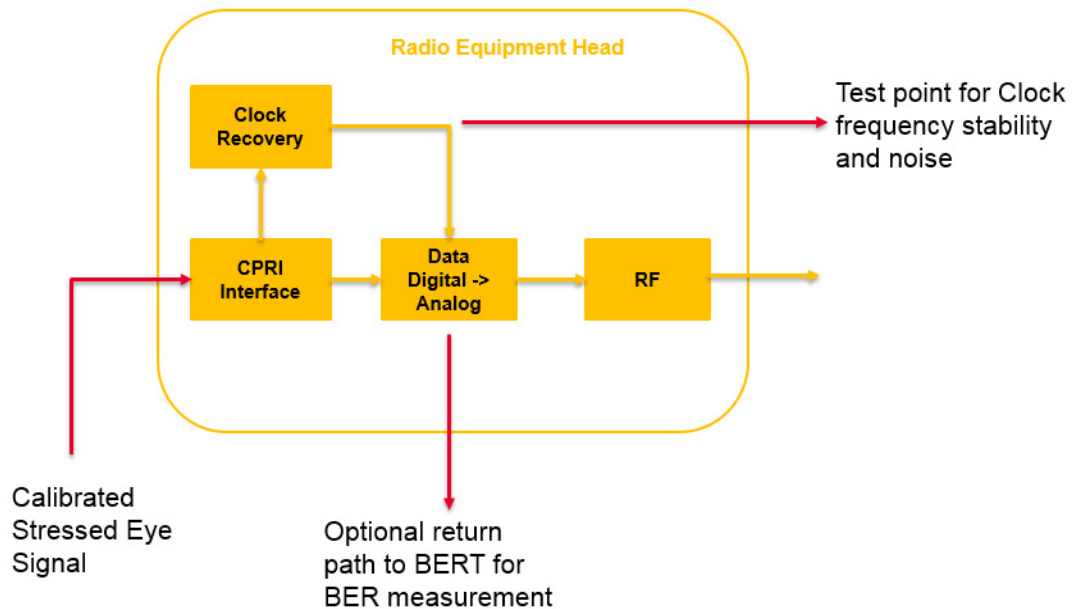 Radio Equipment Head
Clock
Recovery
Test point for Clock
frequency stability
and noise
CPRI
Interface
Data
Digital ->
Analog
RF
Calibrated
Stressed Eye
Signal
Optional return
path to BERT for
BER measurement